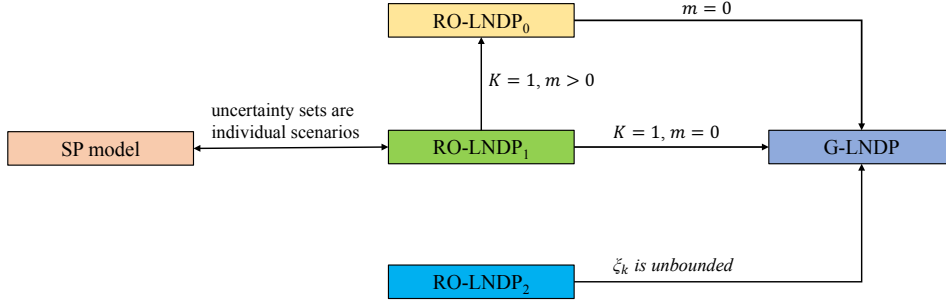 RO-LNDP₀
m = 0
K = 1, m > 0
uncertainty sets are
individual scenarios
K = 1, m = 0
SP model
RO-LNDP₁
G-LNDP
RO-LNDP₂
ξₖ is unbounded